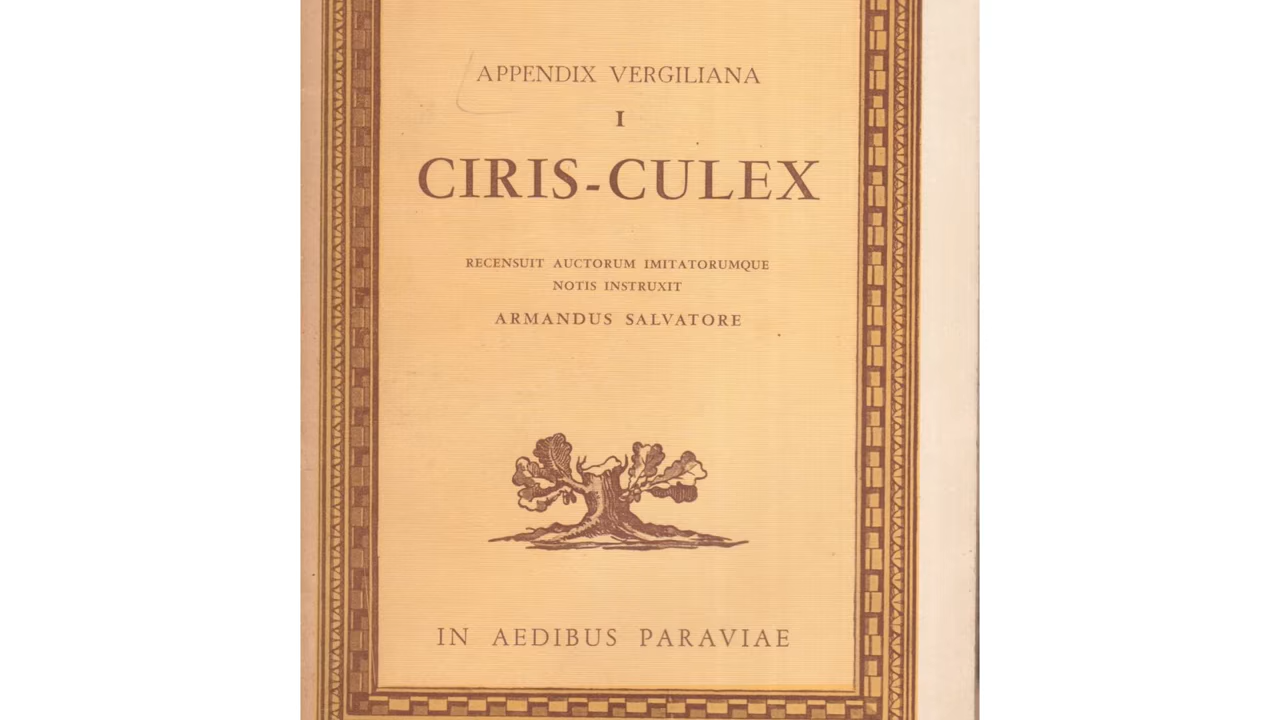 APPENDIX VERGILIANA
I
CIRIS-CULEX
RECENSUIT AUCTORUM IMITATORUMQUE
NOTIS INSTRUXIT
ARMANDUS SALVATORE
IN AEDIBUS PARAVIAE